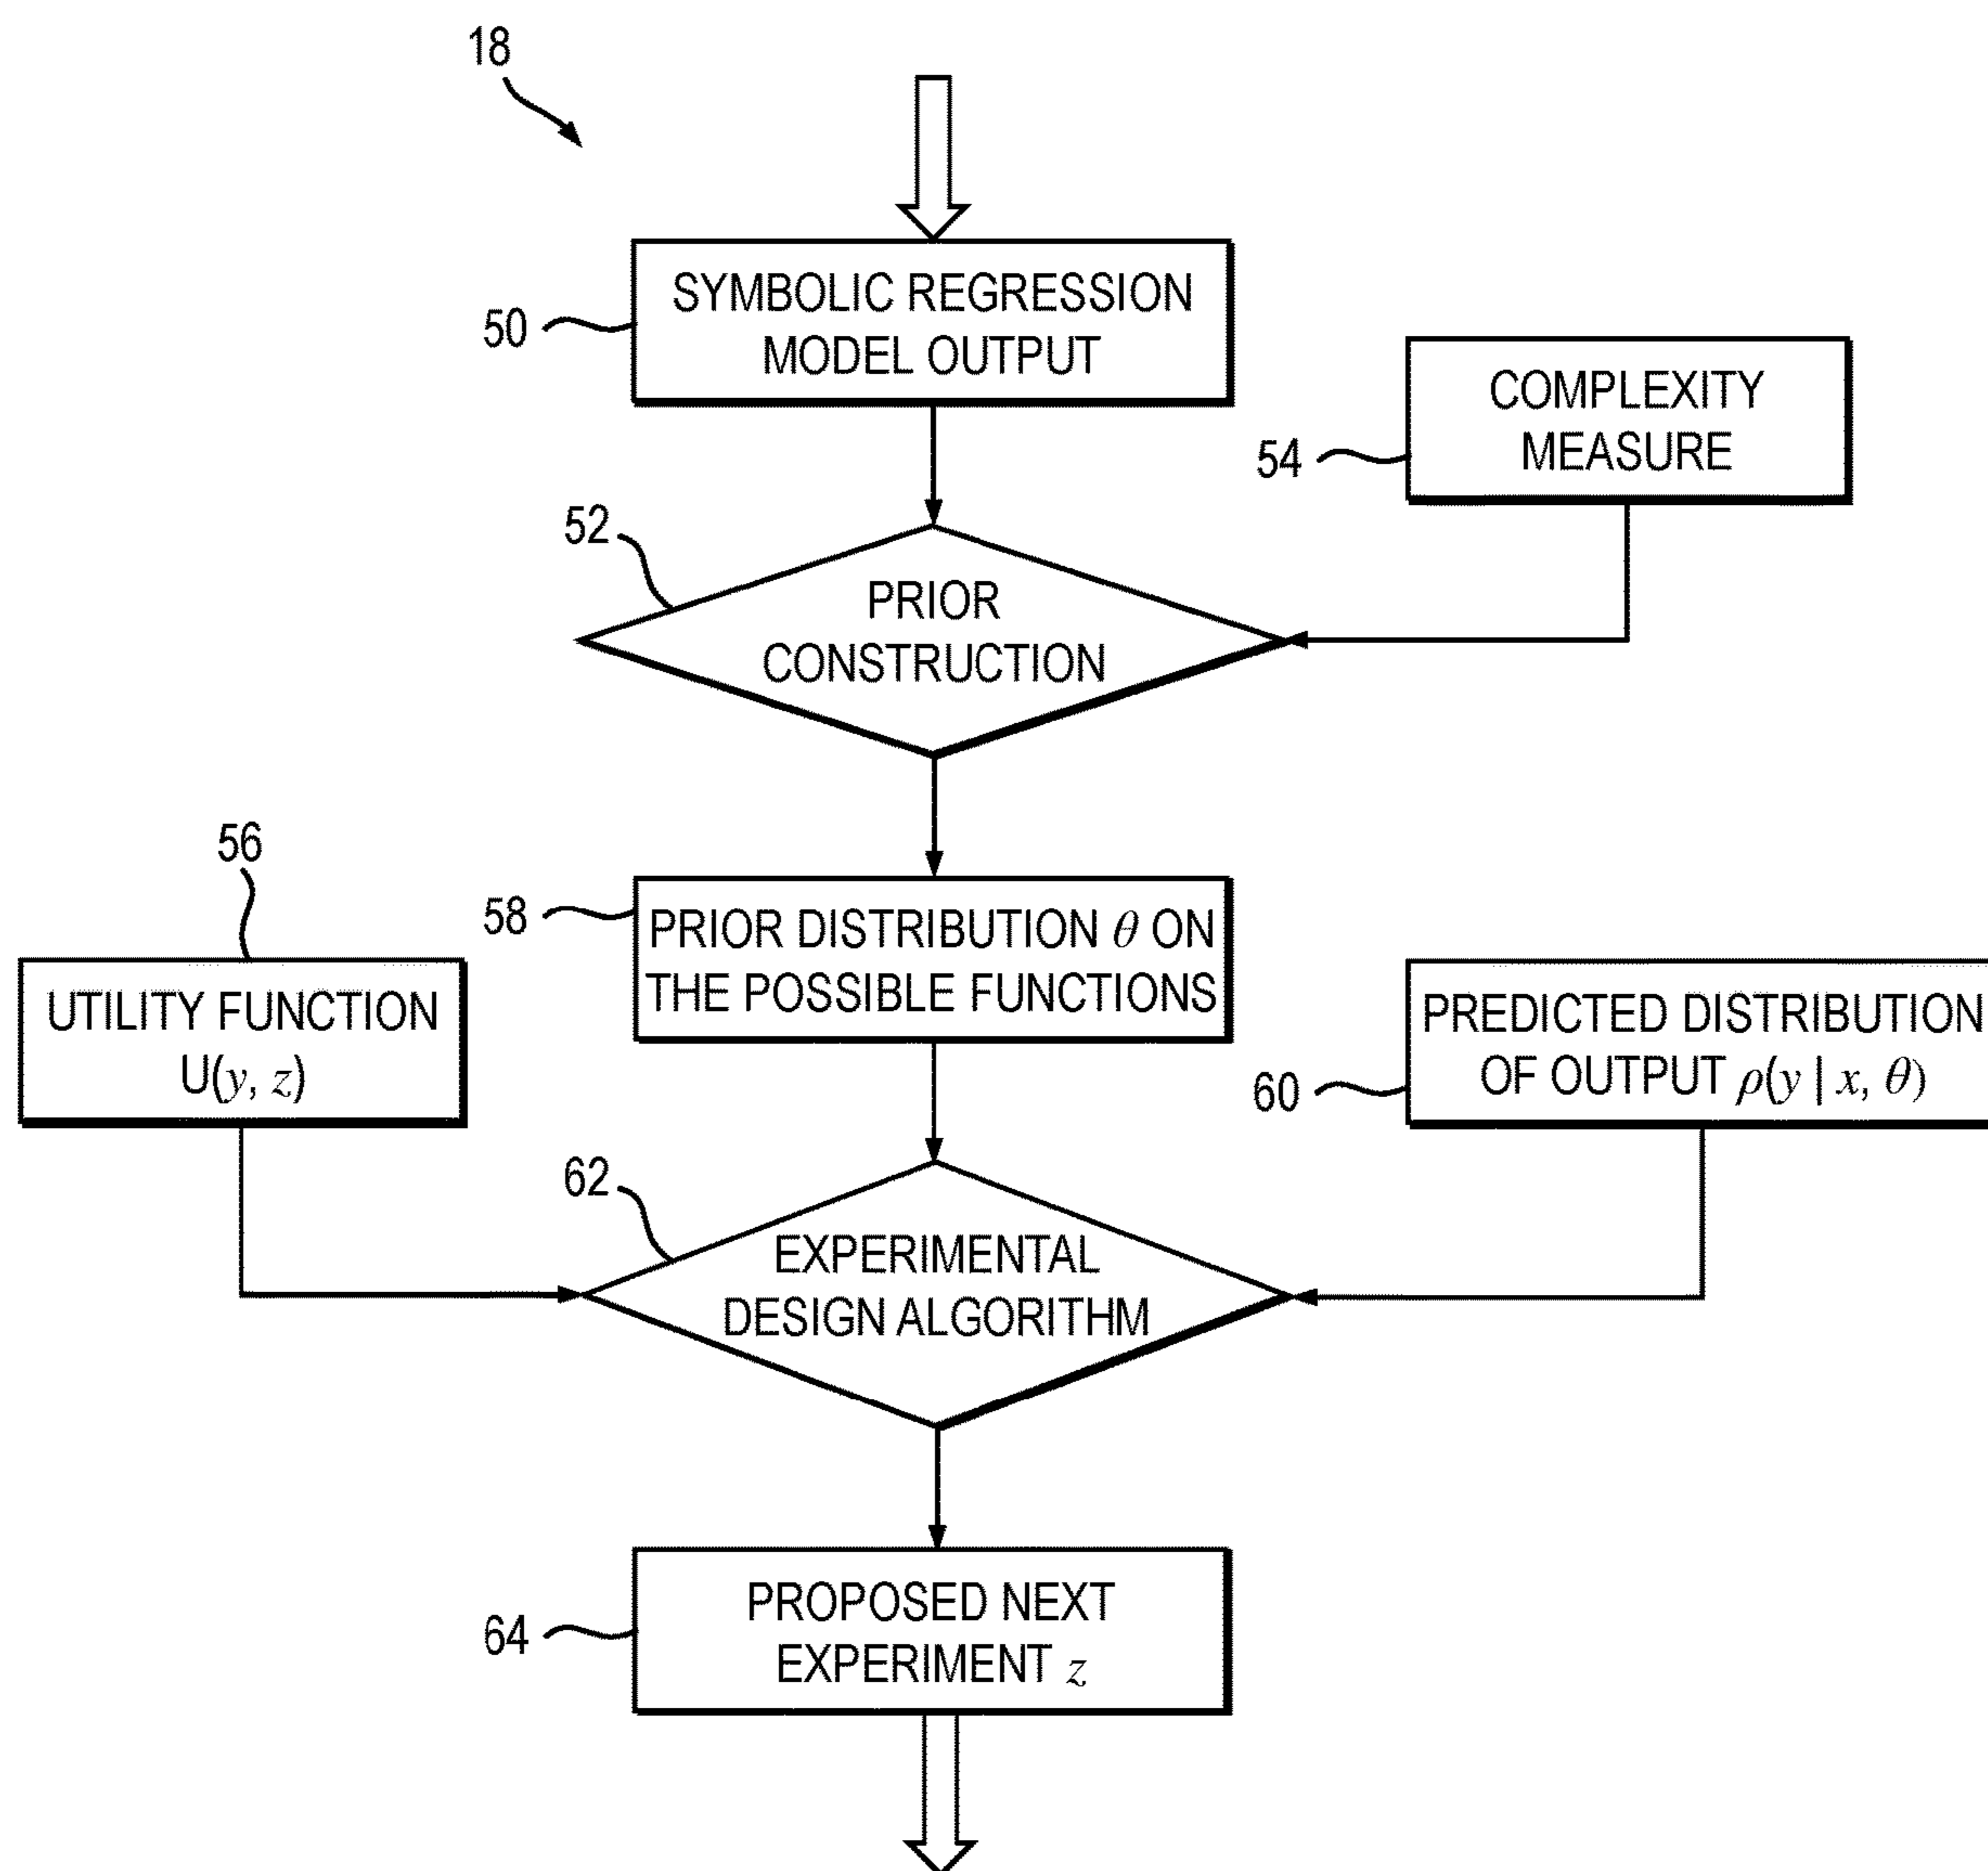 18
SYMBOLIC REGRESSION
MODEL OUTPUT
50
COMPLEXITY
MEASURE
54
52
PRIOR
CONSTRUCTION
56
58
PRIOR DISTRIBUTION θ ON
THE POSSIBLE FUNCTIONS
UTILITY FUNCTION
U(y, z)
PREDICTED DISTRIBUTION
OF OUTPUT ρ(y | x, θ)
60
62
EXPERIMENTAL
DESIGN ALGORITHM
PROPOSED NEXT
EXPERIMENT z
64